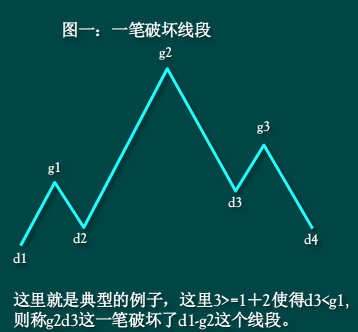 图一：一笔破坏线段
g2
g3
g1
d3
d2
d4
d1
这里就是典型的例子，这里3>=1＋2使得d3<g1,
则称g2d3这一笔破坏了d1-g2这个线段。